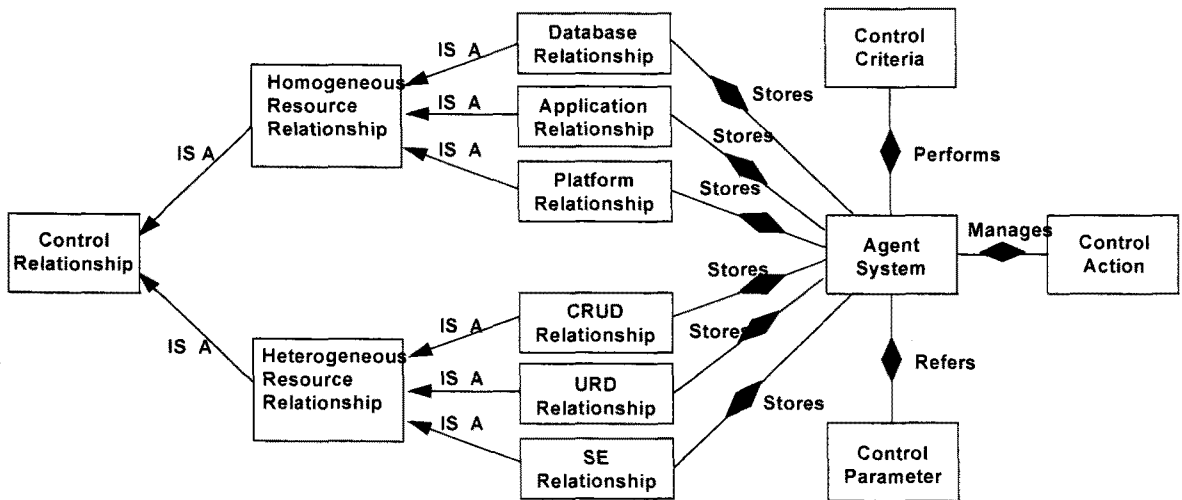 Control
Relationship
IS A
IS A
Homogeneous
Resource
Relationship
Heterogeneous
Resource
Relationship
IS A
IS A
IS A
IS A
IS A
IS A
Database
Relationship
Application
Relationship
Platform
Relationship
CRUD
Relationship
URD
Relationship
SE
Relationship
Stores
Stores
Stores
Stores
Stores
Stores
Control
Criteria
Performs
Agent
System
Manages
Control
Action
Refers
Control
Parameter